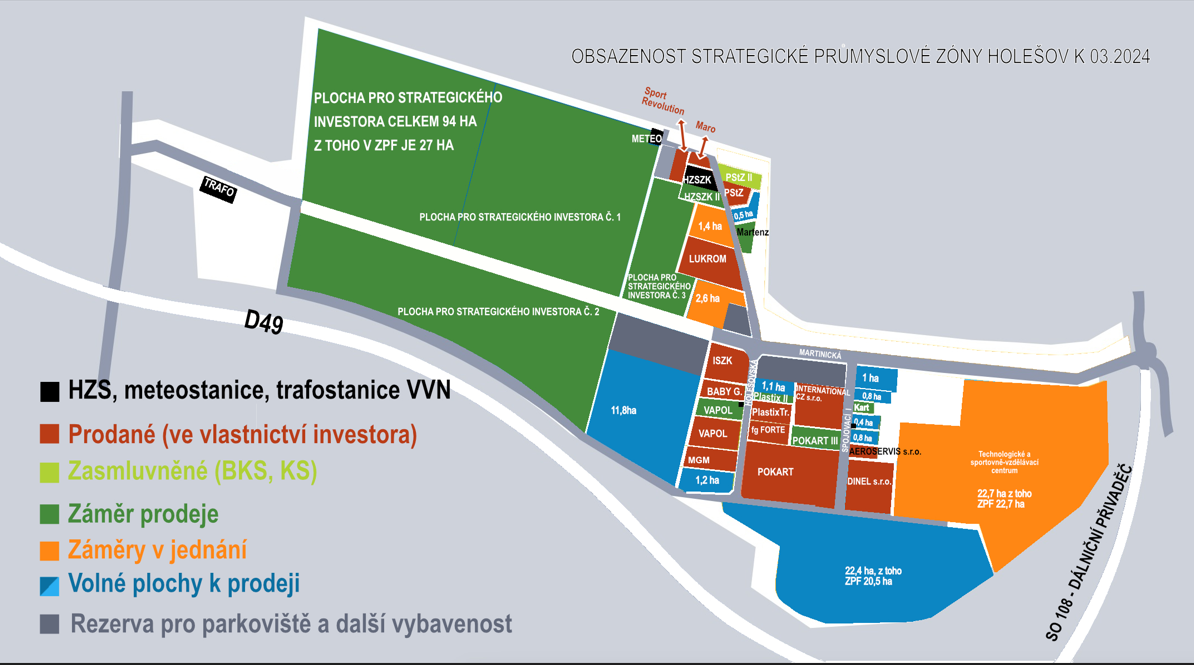 OBSAZENOST STRATEGICKÉ PRŮMYSLOVÉ ZÓNY HOLEŠOV K 03.2024
PLOCHA PRO STRATEGICKÉHO
INVESTORA CELKEM 94 HA
Z TOHO V ZPF JE 27 HA
Sport
Revolution
Maro
METEO
HZSZK
PStZ II
HZSZK II
PStZ
TRAFO
PLOCHA PRO STRATEGICKÉHO INVESTORA Č. 1
0,5 ha
1,4 ha
Martenz
LUKROM
PLOCHA PRO
STRATEGICKÉHO
INVESTORA Č. 3
2,6 ha
PLOCHA PRO STRATEGICKÉHO INVESTORA Č. 2
D49
MARTINICKÁ
ISZK
HOLEŠOVSKÁ
1 ha
1,1 ha
BABY G.
Plastix II
INTERNATIONAL
CZ s.r.o.
0,8 ha
11,8ha
VAPOL
PlastixTr.
Kart
SPOJOVACÍ I
0,4 ha
VAPOL
fg FORTE
POKART III
0,8 ha
AEROSERVIS s.r.o.
MGM
POKART
1,2 ha
DINEL s.r.o.
Technologické a
sportovně-vzdělávací
centrum
22,7 ha z toho
ZPF 22,7 ha
22,4 ha, z toho
ZPF 20,5 ha
SO 108 - DÁLNIČNÍ PŘIVADĚČ
HZS, meteostanice, trafostanice VVN
Prodané (ve vlastnictví investora)
Zasmluvněné (BKS, KS)
Záměr prodeje
Záměry v jednání
Volné plochy k prodeji
Rezerva pro parkoviště a další vybavenost